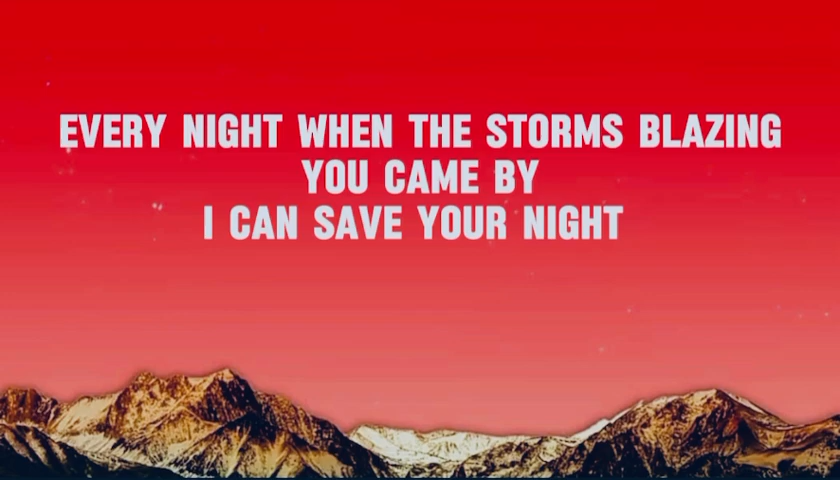 EVERY NIGHT WHEN THE STORMS BLAZING
YOU CAME BY
I CAN SAVE YOUR NIGHT